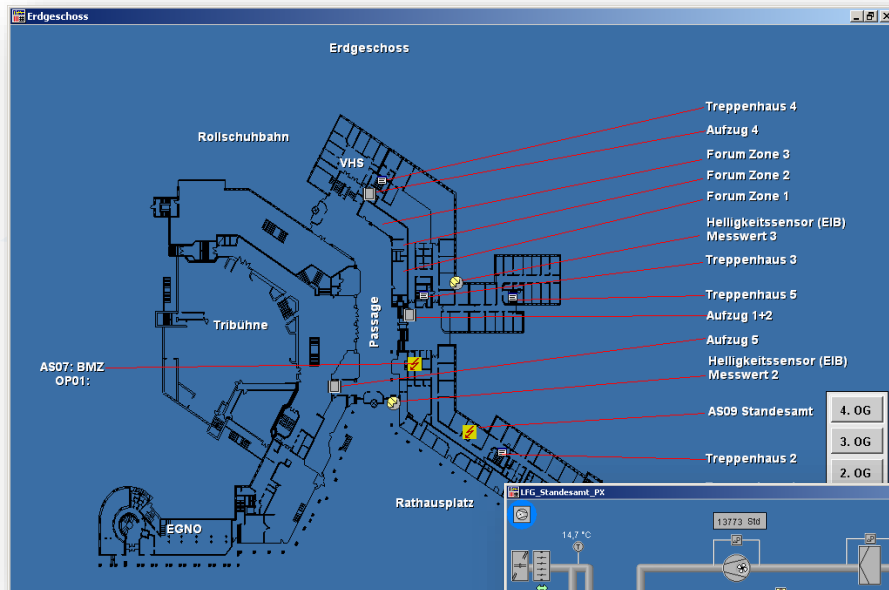 Erdgeschoss
Erdgeschoss
Rollschuhbahn
VHS
Treppenhaus 4
Aufzug 4
Forum Zone 3
Forum Zone 2
Forum Zone 1
Helligkeitssensor (EIB)
Messwert 3
Treppenhaus 3
Treppenhaus 5
Aufzug 1+2
Passage
Tribühne
Aufzug 5
AS07: BMZ
OP01:
Helligkeitssensor (EIB)
Messwert 2
AS09 Standesamt
4. OG
3. OG
2. OG
Treppenhaus 2
Rathausplatz
EGNO
LFG_Standesamt_PX
13773 Std
14,7 °C
T